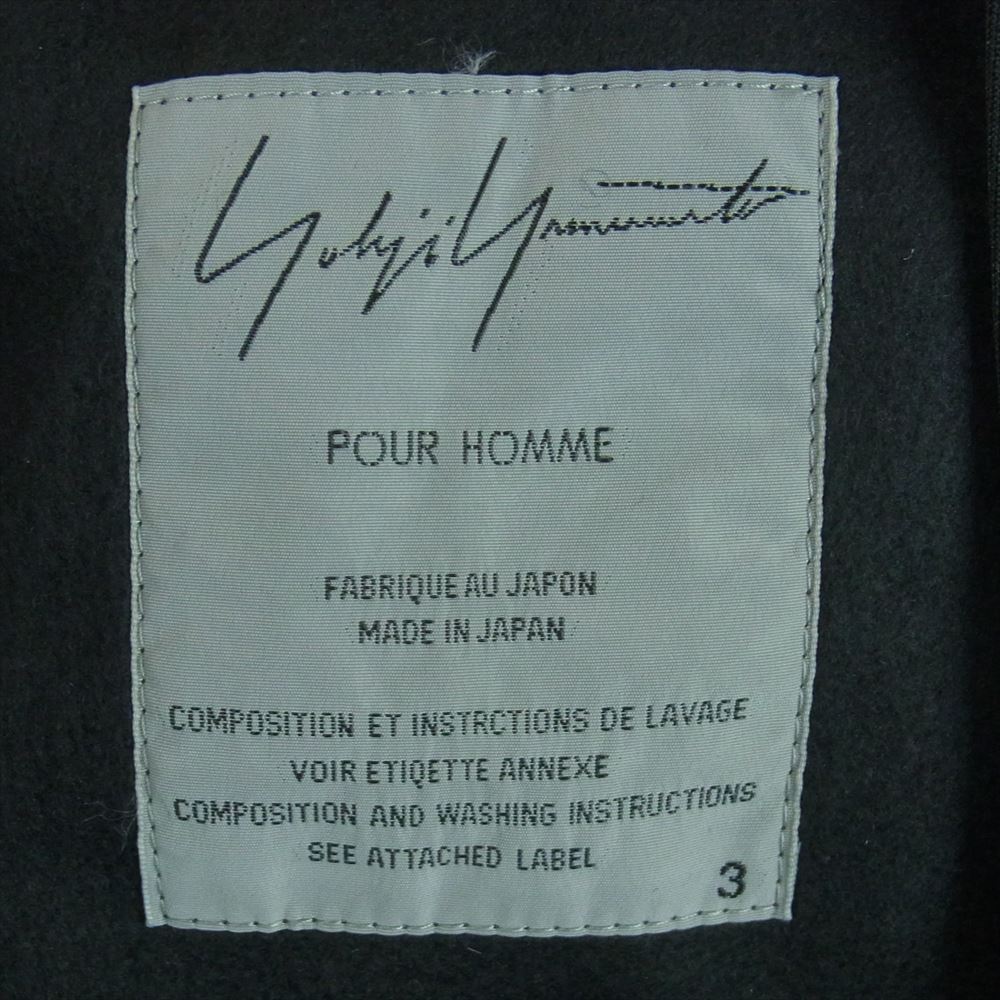 Yohji Yamamoto
POUR HOMME
FABRIQUE AU JAPON
MADE IN JAPAN
COMPOSITION ET INSTRCTIONS DE LAVAGE
VOIR ETIQETTE ANNEXE
COMPOSITION AND WASHING INSTRUCTIONS
SEE ATTACHED LABEL
3